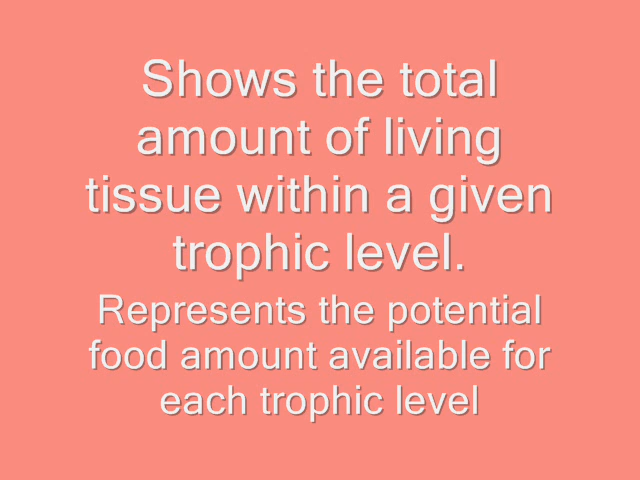 Shows the total
amount of living
tissue within a given
trophic level.
Represents the potential
food amount available for
each trophic level